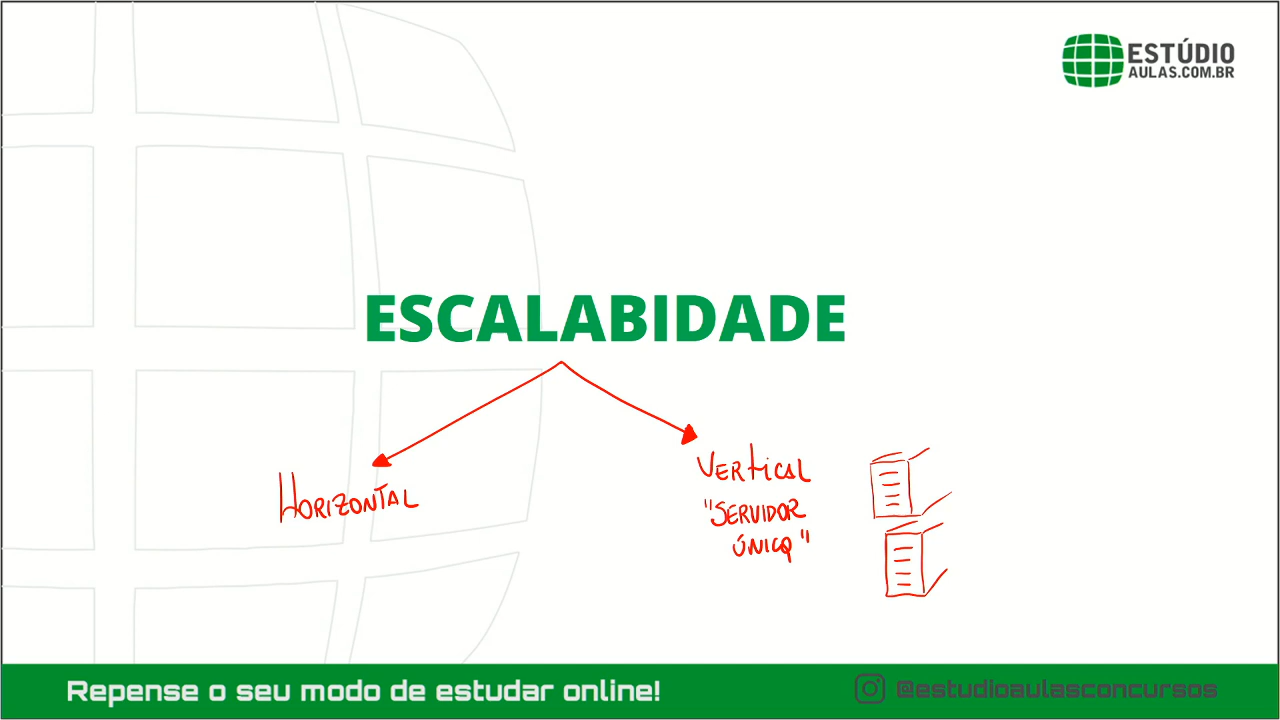 ESTÚDIO
AULAS.COM.BR
ESCALABIDADE
HORIZONTAL
VERTICAL
"SERVIDOR
ÚNICO"
Repense o seu modo de estudar online!
@estudioaulasconcursos